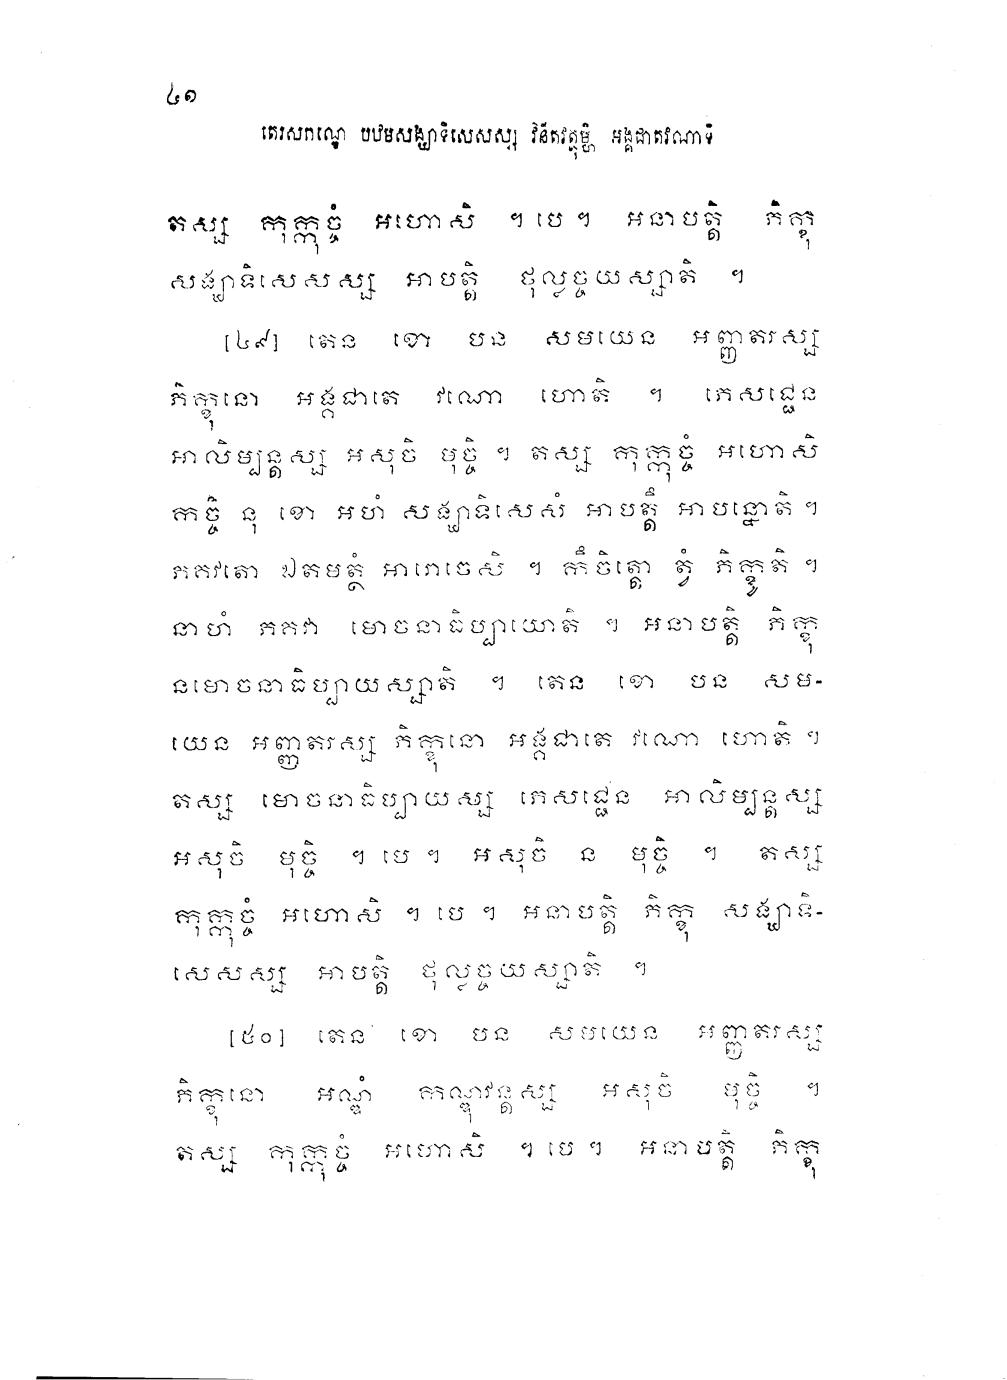 ៤១
តេរសកណ្ឌេ បឋមសង្ឃាទិសេសស្ស វិនីតវត្ថុម្ហិ អង្គជាតវណាទិ
តស្ស កុក្កុច្ចំ អហោសិ ។ បេ ។ អនាបត្តិ ភិក្ខុ
សង្ឃាទិសេសស្ស អាបត្តិ ថុល្លច្ចយស្សាតិ ។
[៤៩] តេន ខោ បន សមយេន អញ្ញតរស្ស
ភិក្ខុនោ អង្គជាតេ វណោ ហោតិ ។ ភេសជ្ជេន
អាលិម្បន្តស្ស អសុចិ មុច្ចិ ។ តស្ស កុក្កុច្ចំ អហោសិ
កច្ចិ នុ ខោ អហំ សង្ឃាទិសេសំ អាបត្តឹ អាបន្នោតិ ។
ភគវតោ ឯតមត្ថំ អារោចេសិ ។ កឹចិត្តោ ត្វំ ភិក្ខូតិ ។
នាហំ ភគវា មោចនាធិប្បាយោតិ ។ អនាបត្តិ ភិក្ខុ
នមោចនាធិប្បាយស្សាតិ ។ តេន ខោ បន សម-
យេន អញ្ញតរស្ស ភិក្ខុនោ អង្គជាតេ វណោ ហោតិ ។
តស្ស មោចនាធិប្បាយស្ស ភេសជ្ជេន អាលិម្បន្តស្ស
អសុចិ មុច្ចិ ។ បេ ។ អសុចិ ន មុច្ចិ ។ តស្ស
កុក្កុច្ចំ អហោសិ ។ បេ ។ អនាបត្តិ ភិក្ខុ សង្ឃាទិ-
សេសស្ស អាបត្តិ ថុល្លច្ចយស្សាតិ ។
[៥០] តេន ខោ បន សមយេន អញ្ញតរស្ស
ភិក្ខុនោ អណ្ឌំ កណ្ឌុវន្តស្ស អសុចិ មុច្ចិ ។
តស្ស កុក្កុច្ចំ អហោសិ ។ បេ ។ អនាបត្តិ ភិក្ខុ